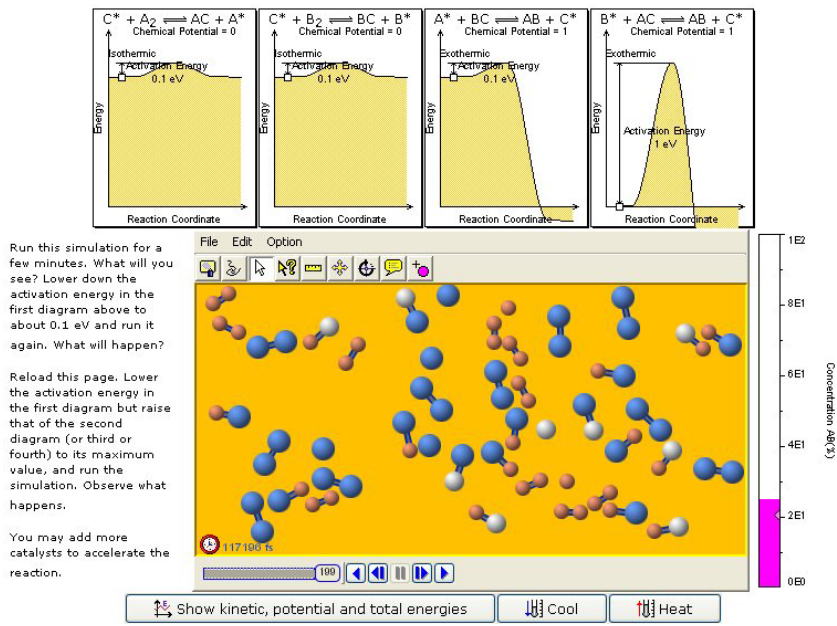 C* + A₂ ⇌ AC + A*
Chemical Potential = 0
Isothermic
Activation Energy
0.1 eV
Energy
Reaction Coordinate
C* + B₂ ⇌ BC + B*
Chemical Potential = 0
Isothermic
Activation Energy
0.1 eV
Energy
Reaction Coordinate
A* + BC ⇌ AB + C*
Chemical Potential = 1
Exothermic
Activation Energy
0.1 eV
Energy
Reaction Coordinate
B* + AC ⇌ AB + C*
Chemical Potential = 1
Exothermic
Activation Energy
1 eV
Energy
Reaction Coordinate
Run this simulation for a
few minutes. What will you
see? Lower down the
activation energy in the
first diagram above to
about 0.1 eV and run it
again. What will happen?
Reload this page. Lower
the activation energy in
the first diagram but raise
that of the second
diagram (or third or
fourth) to its maximum
value, and run the
simulation. Observe what
happens.
You may add more
catalysts to accelerate the
reaction.
File Edit Option
117196 fs
199
1E2
8E1
6E1
4E1
2E1
0E0
Concentration AB(%)
Show kinetic, potential and total energies
Cool
Heat